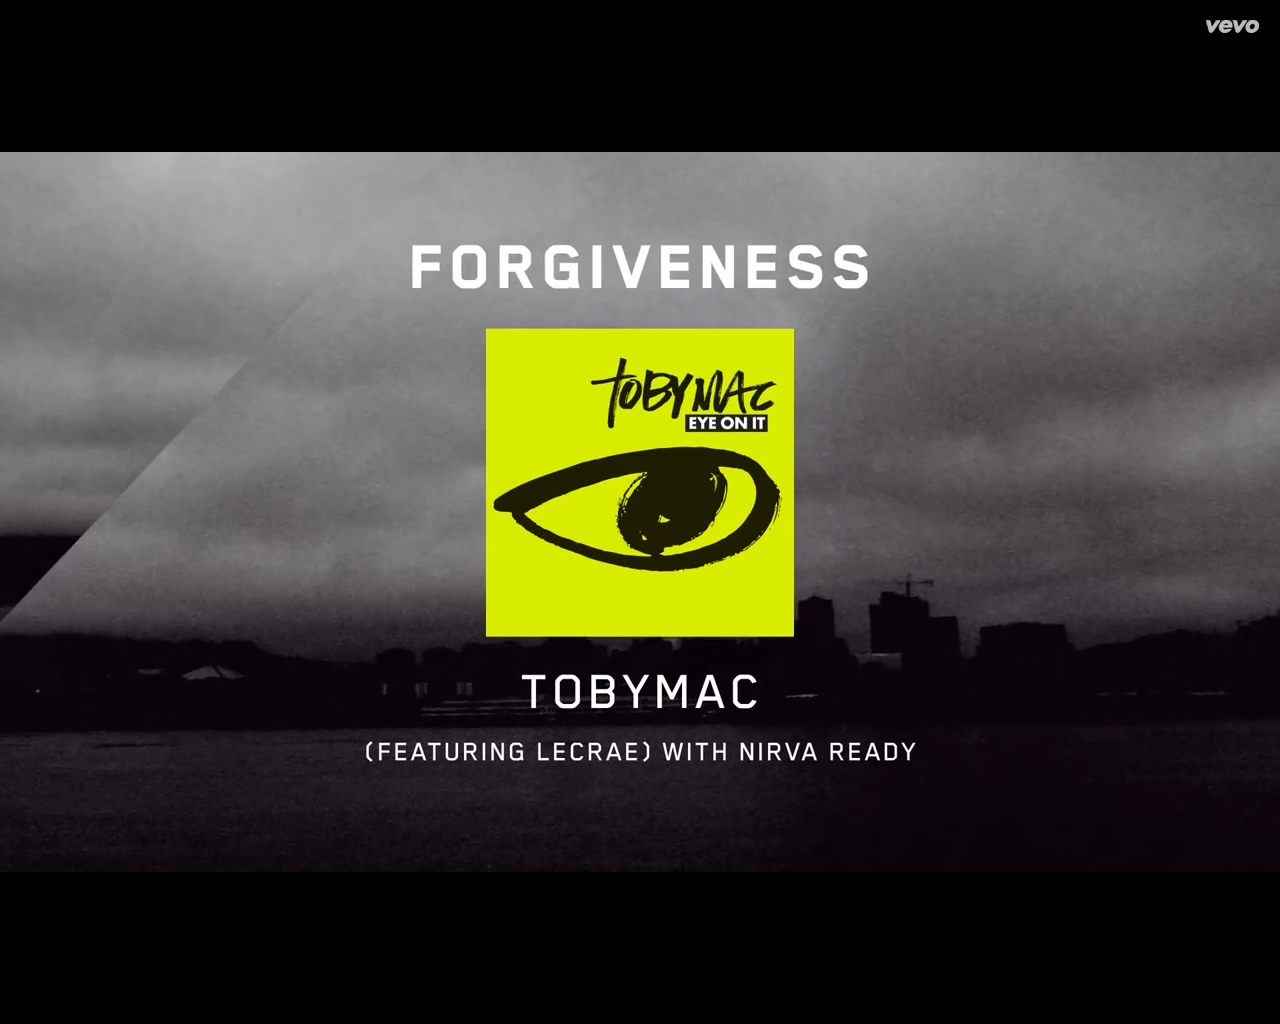 vevo
FORGIVENESS
TOBYMAC
EYE ON IT
TOBYMAC
(FEATURING LECRAE) WITH NIRVA READY